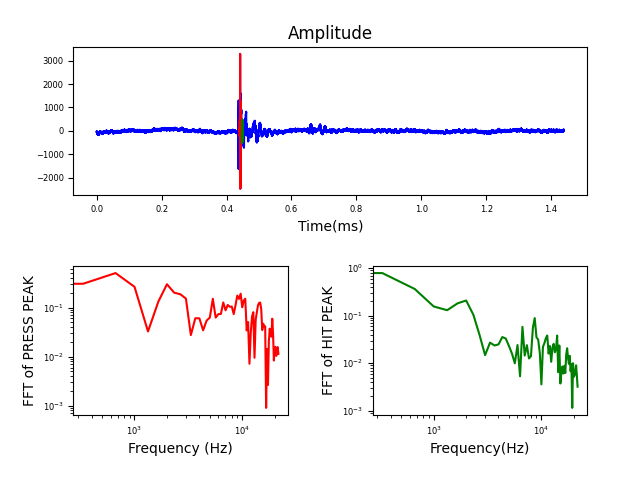 Amplitude
3000
2000
1000
0
−1000
−2000
0.0 0.2 0.4 0.6 0.8 1.0 1.2 1.4
Time(ms)
FFT of PRESS PEAK
10⁻¹
10⁻²
10⁻³
10³ 10⁴
Frequency (Hz)
FFT of HIT PEAK
10⁰
10⁻¹
10⁻²
10⁻³
10³ 10⁴
Frequency(Hz)